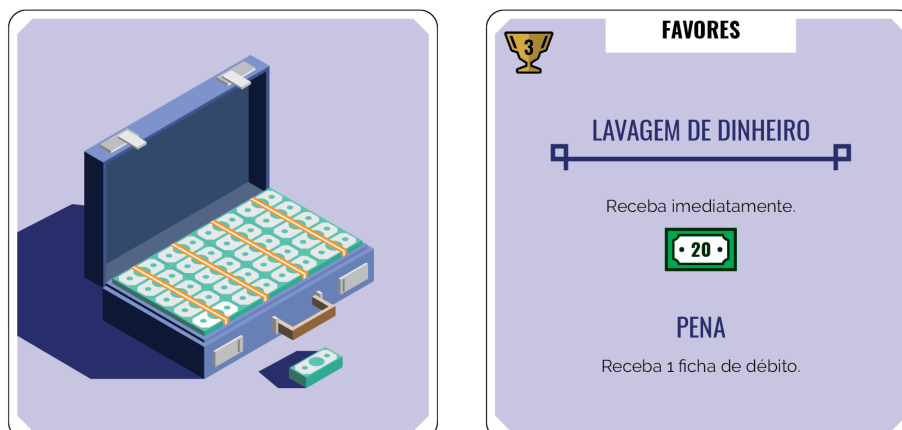 FAVORES
3
LAVAGEM DE DINHEIRO
Receba imediatamente.
20
PENA
Receba 1 ficha de débito.